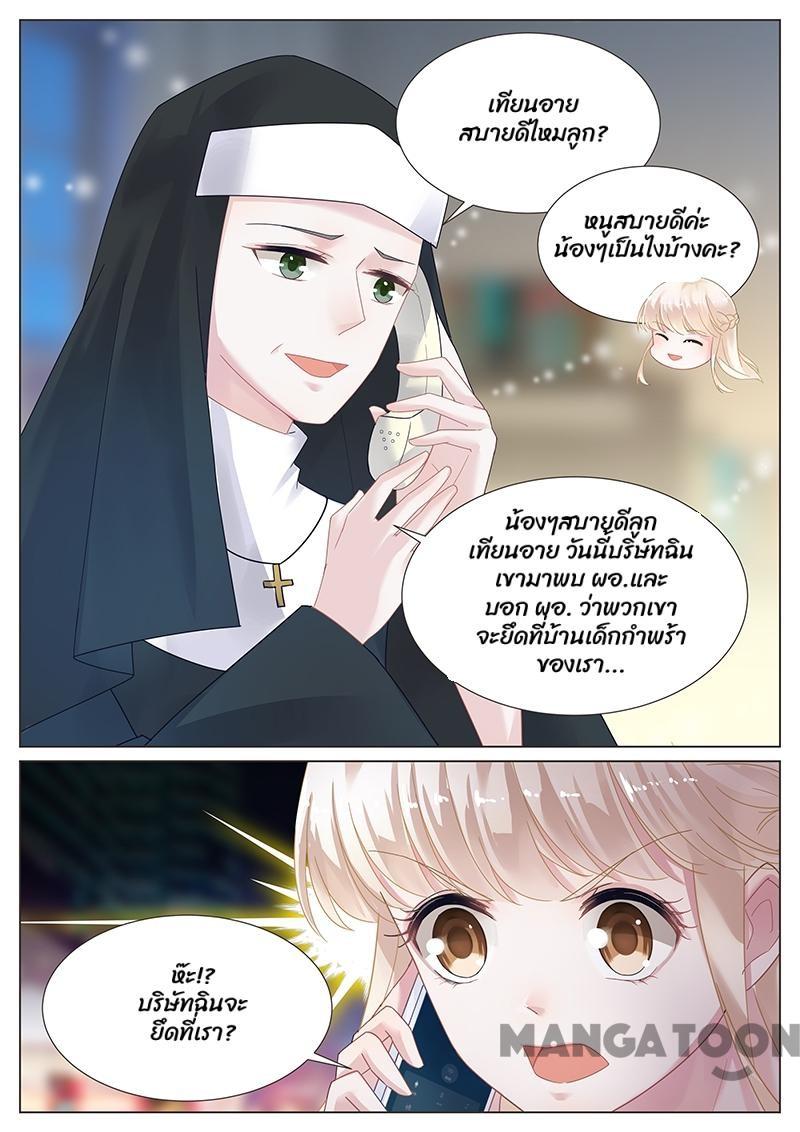 เทียนอาย
สบายดีไหมลูก?
หนูสบายดีค่ะ
น้องๆเป็นไงบ้างคะ?
น้องๆสบายดีลูก
เทียนอาย วันนี้บริษัทฉิน
เขามาพบ ผอ.และ
บอก ผอ. ว่าพวกเขา
จะยึดที่บ้านเด็กกำพร้า
ของเรา...
ห๊ะ!?
บริษัทฉินจะ
ยึดที่เรา?
MANGATOON